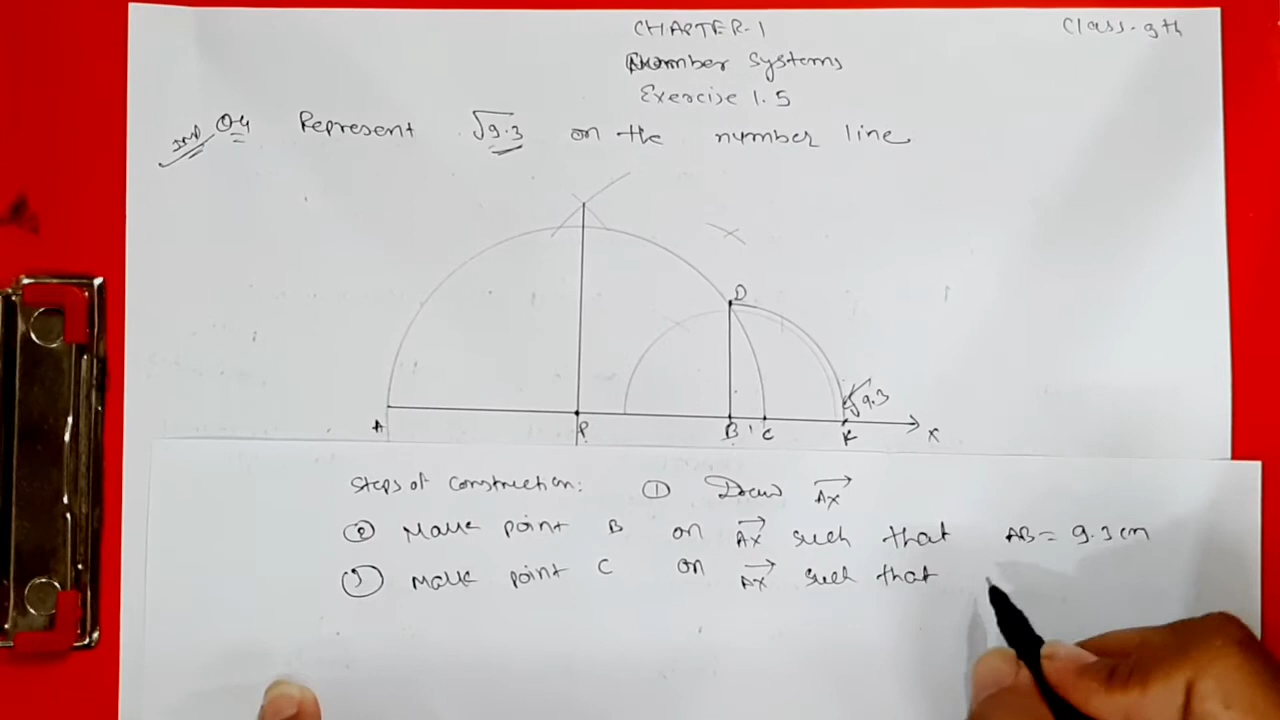 CHAPTER-1
Class-9th
Number Systems
Exercise 1.5
Imp Q4 Represent √9.3 on the number line
D
√9.3
A P B 1 C K X
Steps of Construction: ① Draw AX→
② Mark point B on AX→ such that AB = 9.3 cm
③ Mark point C on AX→ such that